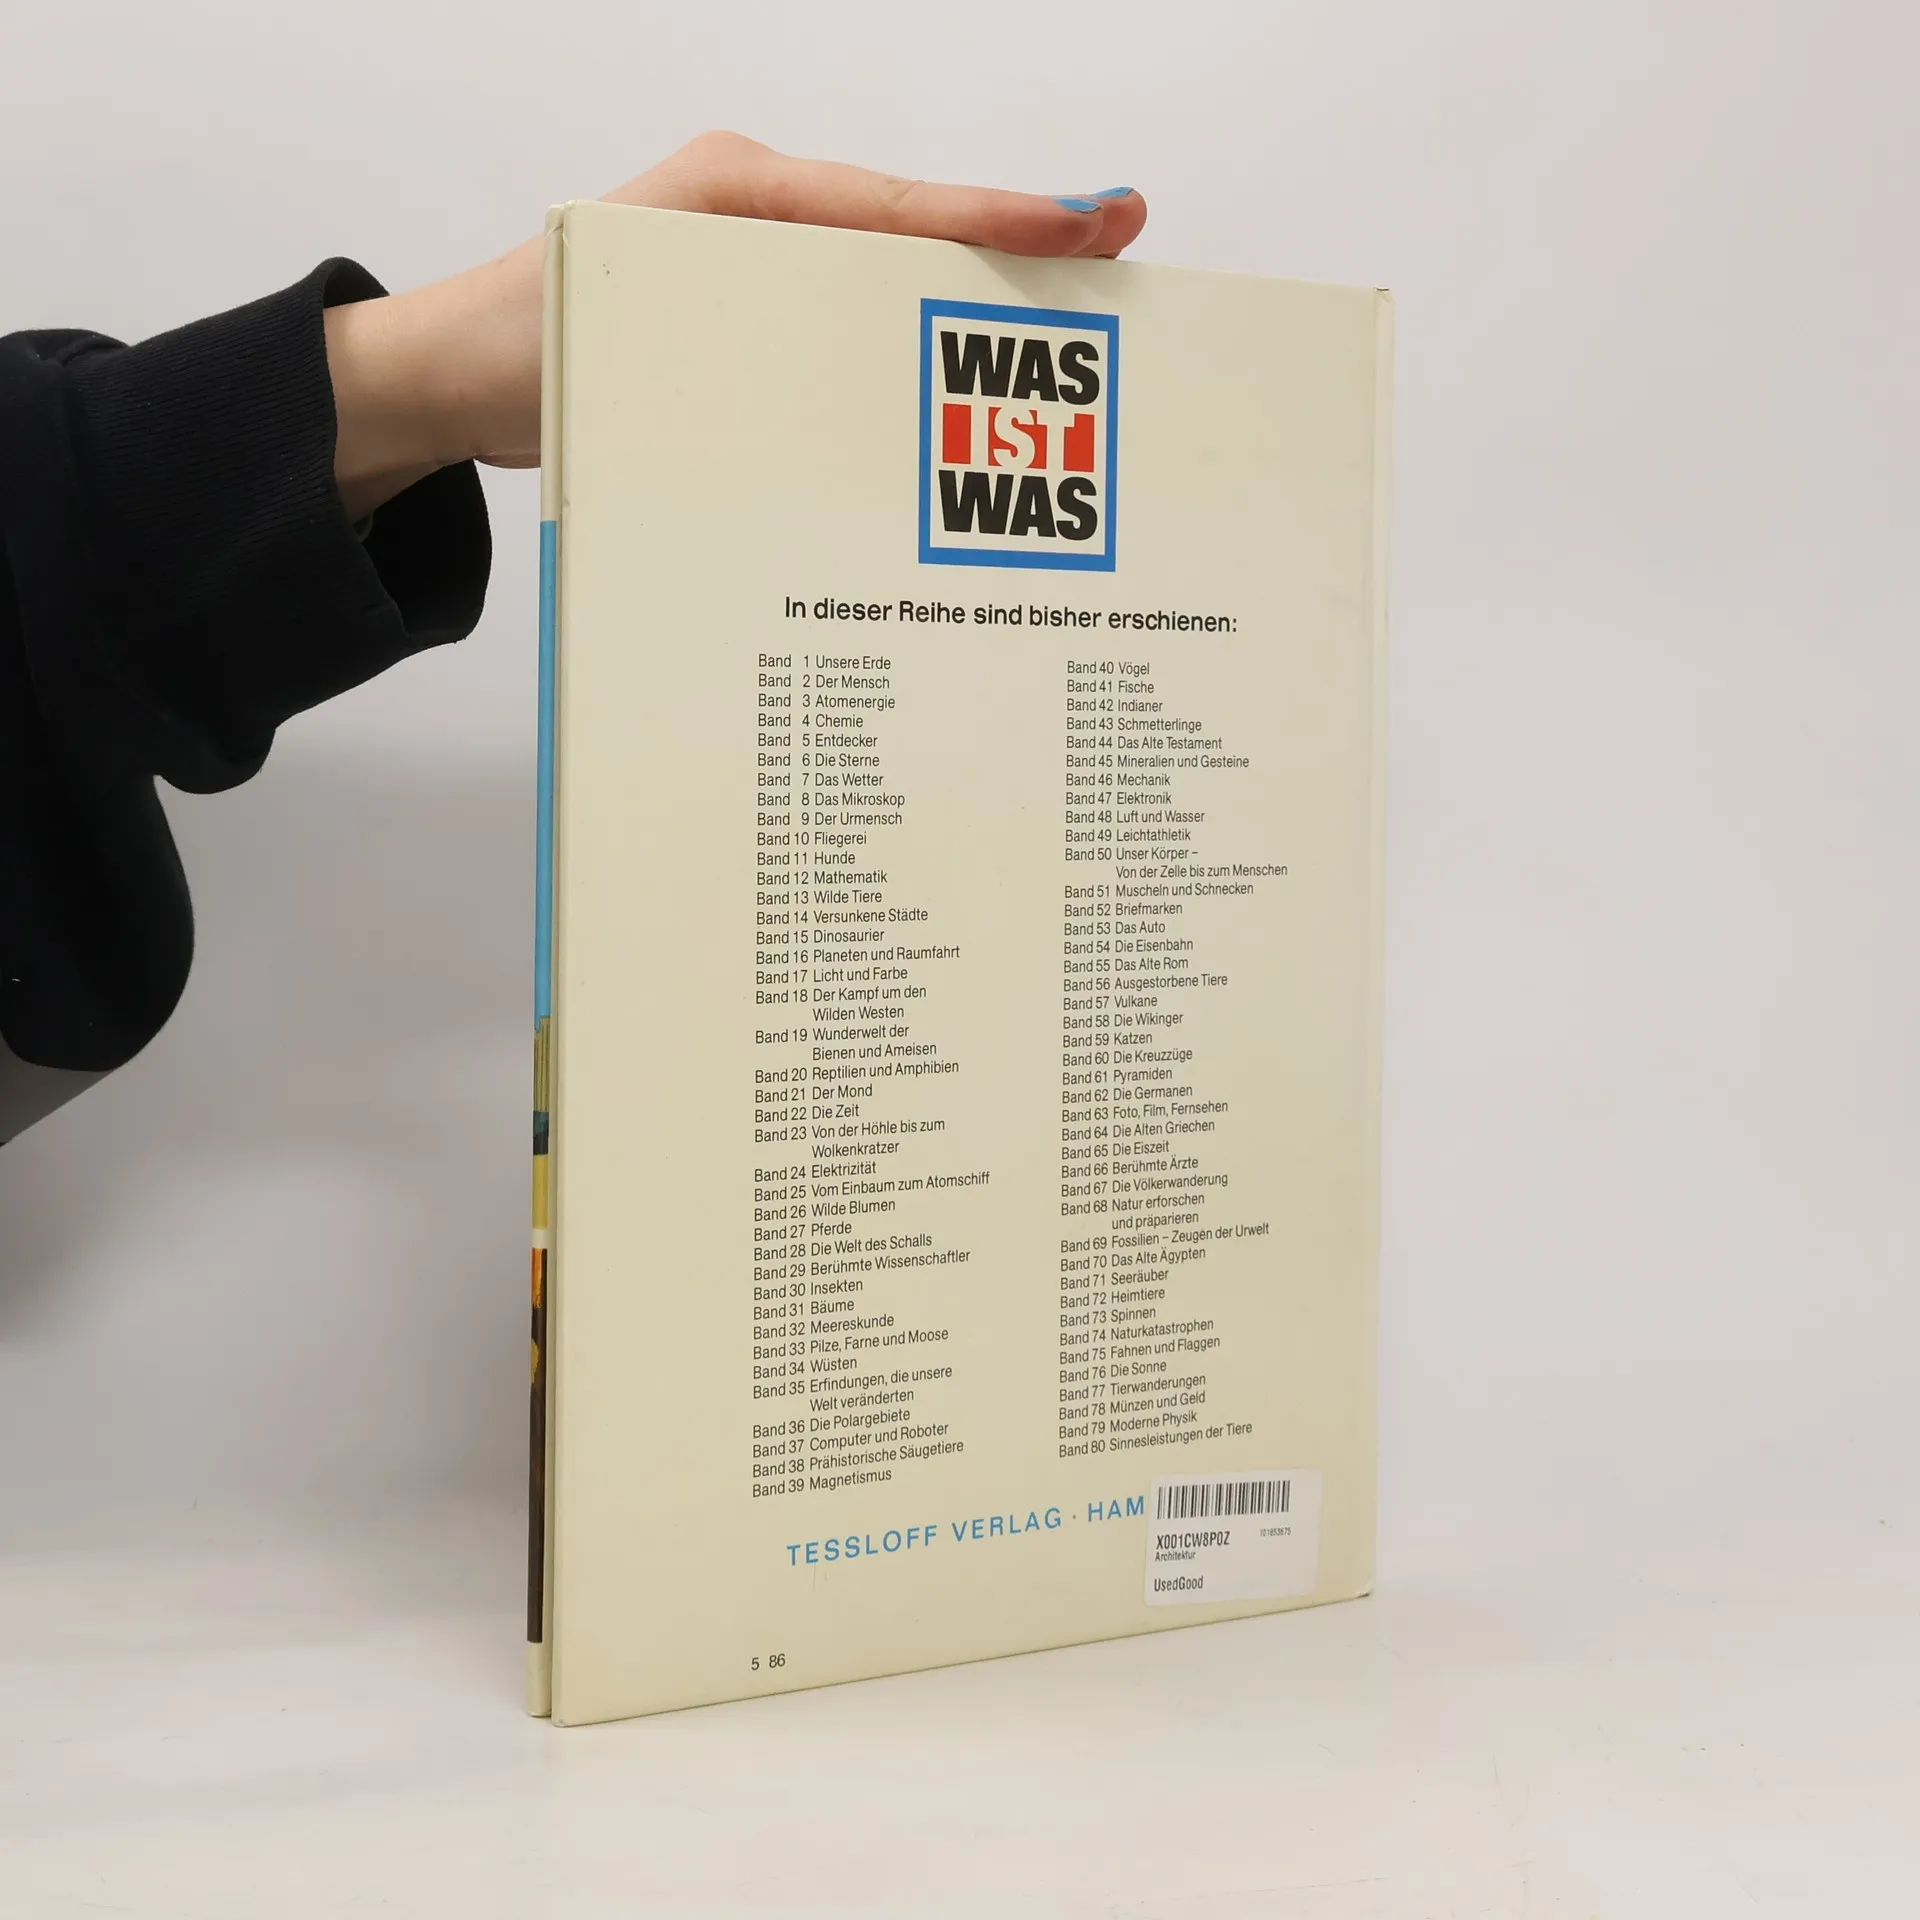 WAS
IST
WAS
In dieser Reihe sind bisher erschienen:
Band 1 Unsere Erde
Band 2 Der Mensch
Band 3 Atomenergie
Band 4 Chemie
Band 5 Entdecker
Band 6 Die Sterne
Band 7 Das Wetter
Band 8 Das Mikroskop
Band 9 Der Urmensch
Band 10 Fliegerei
Band 11 Hunde
Band 12 Mathematik
Band 13 Wilde Tiere
Band 14 Versunkene Städte
Band 15 Dinosaurier
Band 16 Planeten und Raumfahrt
Band 17 Licht und Farbe
Band 18 Der Kampf um den
Wilden Westen
Band 19 Wunderwelt der
Bienen und Ameisen
Band 20 Reptilien und Amphibien
Band 21 Der Mond
Band 22 Die Zeit
Band 23 Von der Höhle bis zum
Wolkenkratzer
Band 24 Elektrizität
Band 25 Vom Einbaum zum Atomschiff
Band 26 Wilde Blumen
Band 27 Pferde
Band 28 Die Welt des Schalls
Band 29 Berühmte Wissenschaftler
Band 30 Insekten
Band 31 Bäume
Band 32 Meereskunde
Band 33 Pilze, Farne und Moose
Band 34 Wüsten
Band 35 Erfindungen, die unsere
Welt veränderten
Band 36 Die Polargebiete
Band 37 Computer und Roboter
Band 38 Prähistorische Säugetiere
Band 39 Magnetismus
Band 40 Vögel
Band 41 Fische
Band 42 Indianer
Band 43 Schmetterlinge
Band 44 Das Alte Testament
Band 45 Mineralien und Gesteine
Band 46 Mechanik
Band 47 Elektronik
Band 48 Luft und Wasser
Band 49 Leichtathletik
Band 50 Unser Körper –
Von der Zelle bis zum Menschen
Band 51 Muscheln und Schnecken
Band 52 Briefmarken
Band 53 Das Auto
Band 54 Die Eisenbahn
Band 55 Das Alte Rom
Band 56 Ausgestorbene Tiere
Band 57 Vulkane
Band 58 Die Wikinger
Band 59 Katzen
Band 60 Die Kreuzzüge
Band 61 Pyramiden
Band 62 Die Germanen
Band 63 Foto, Film, Fernsehen
Band 64 Die Alten Griechen
Band 65 Die Eiszeit
Band 66 Berühmte Ärzte
Band 67 Die Völkerwanderung
Band 68 Natur erforschen
und präparieren
Band 69 Fossilien – Zeugen der Urwelt
Band 70 Das Alte Ägypten
Band 71 Seeräuber
Band 72 Heimtiere
Band 73 Spinnen
Band 74 Naturkatastrophen
Band 75 Fahnen und Flaggen
Band 76 Die Sonne
Band 77 Tierwanderungen
Band 78 Münzen und Geld
Band 79 Moderne Physik
Band 80 Sinnesleistungen der Tiere
TESSLOFF VERLAG · HAM
X001CW8P0Z
101853675
Architektur
UsedGood
5 86